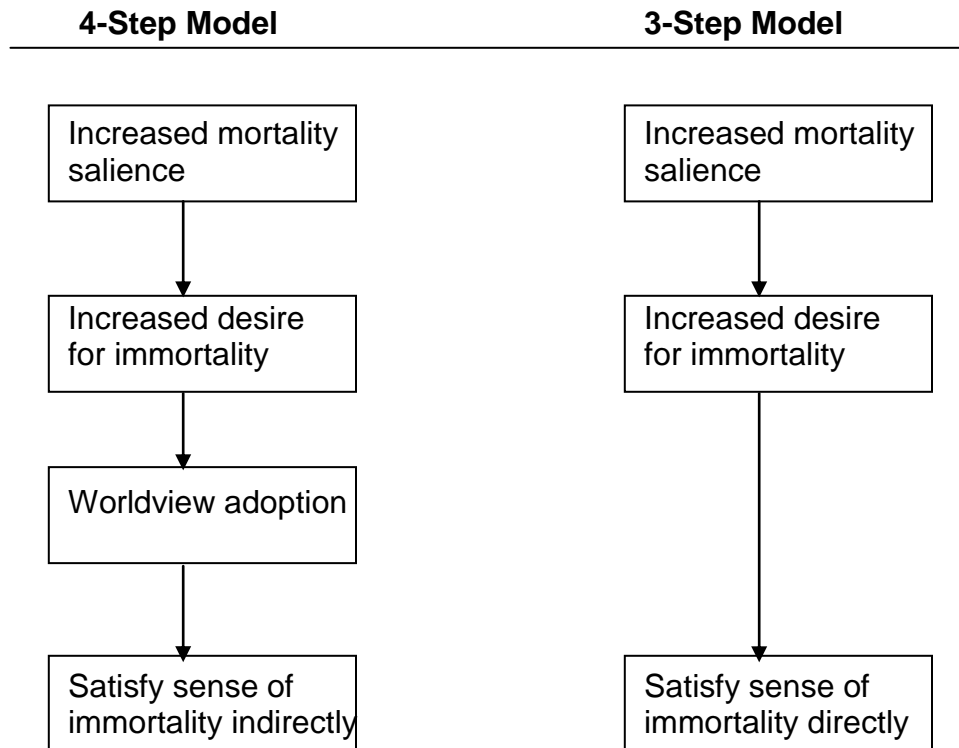 4-Step Model
3-Step Model
Increased mortality
salience
Increased mortality
salience
Increased desire
for immortality
Increased desire
for immortality
Worldview adoption
Satisfy sense of
immortality indirectly
Satisfy sense of
immortality directly